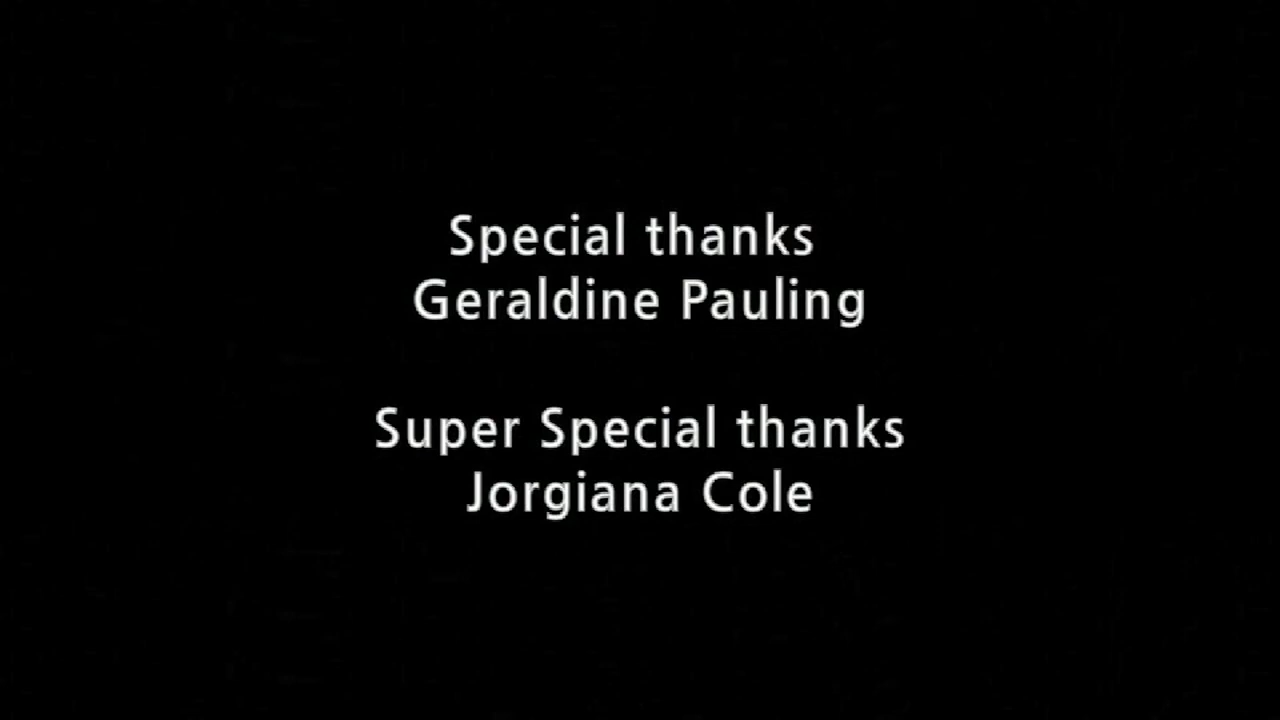 Special thanks
Geraldine Pauling
Super Special thanks
Jorgiana Cole